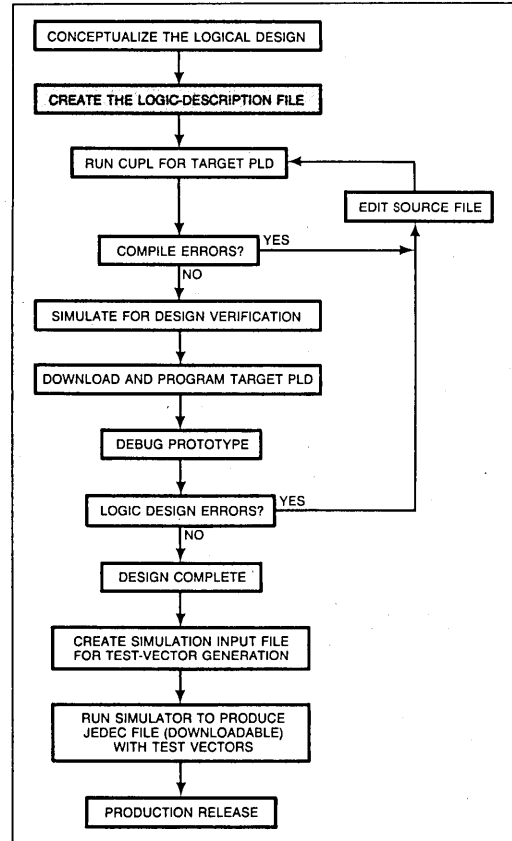 CONCEPTUALIZE THE LOGICAL DESIGN
CREATE THE LOGIC-DESCRIPTION FILE
RUN CUPL FOR TARGET PLD
EDIT SOURCE FILE
COMPILE ERRORS?
YES
NO
SIMULATE FOR DESIGN VERIFICATION
DOWNLOAD AND PROGRAM TARGET PLD
DEBUG PROTOTYPE
LOGIC DESIGN ERRORS?
YES
NO
DESIGN COMPLETE
CREATE SIMULATION INPUT FILE
FOR TEST-VECTOR GENERATION
RUN SIMULATOR TO PRODUCE
JEDEC FILE (DOWNLOADABLE)
WITH TEST VECTORS
PRODUCTION RELEASE